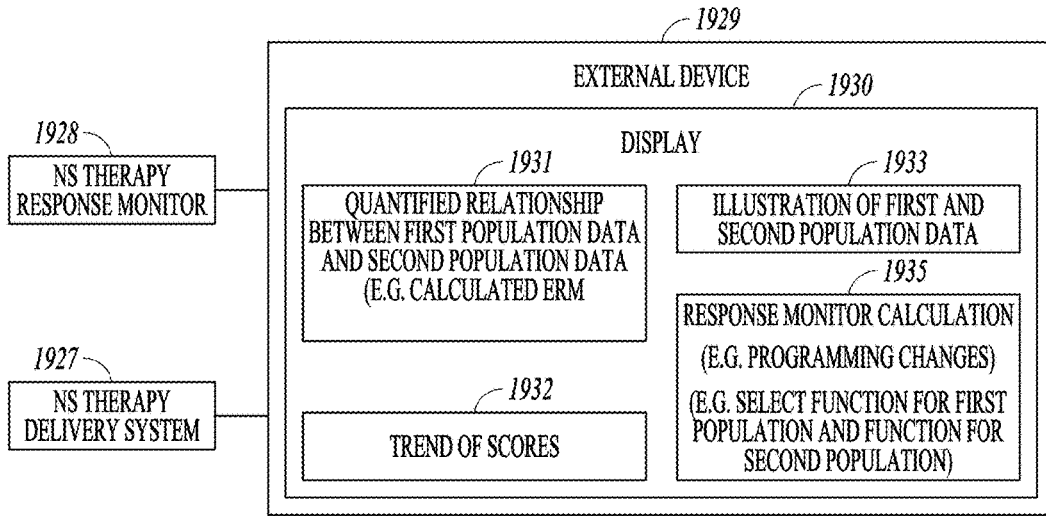 1929
EXTERNAL DEVICE
1930
DISPLAY
1928
NS THERAPY
RESPONSE MONITOR
1931
QUANTIFIED RELATIONSHIP
BETWEEN FIRST POPULATION DATA
AND SECOND POPULATION DATA
(E.G. CALCULATED ERM
1933
ILLUSTRATION OF FIRST AND
SECOND POPULATION DATA
1935
RESPONSE MONITOR CALCULATION
(E.G. PROGRAMMING CHANGES)
(E.G. SELECT FUNCTION FOR FIRST
POPULATION AND FUNCTION FOR
SECOND POPULATION)
1927
NS THERAPY
DELIVERY SYSTEM
1932
TREND OF SCORES